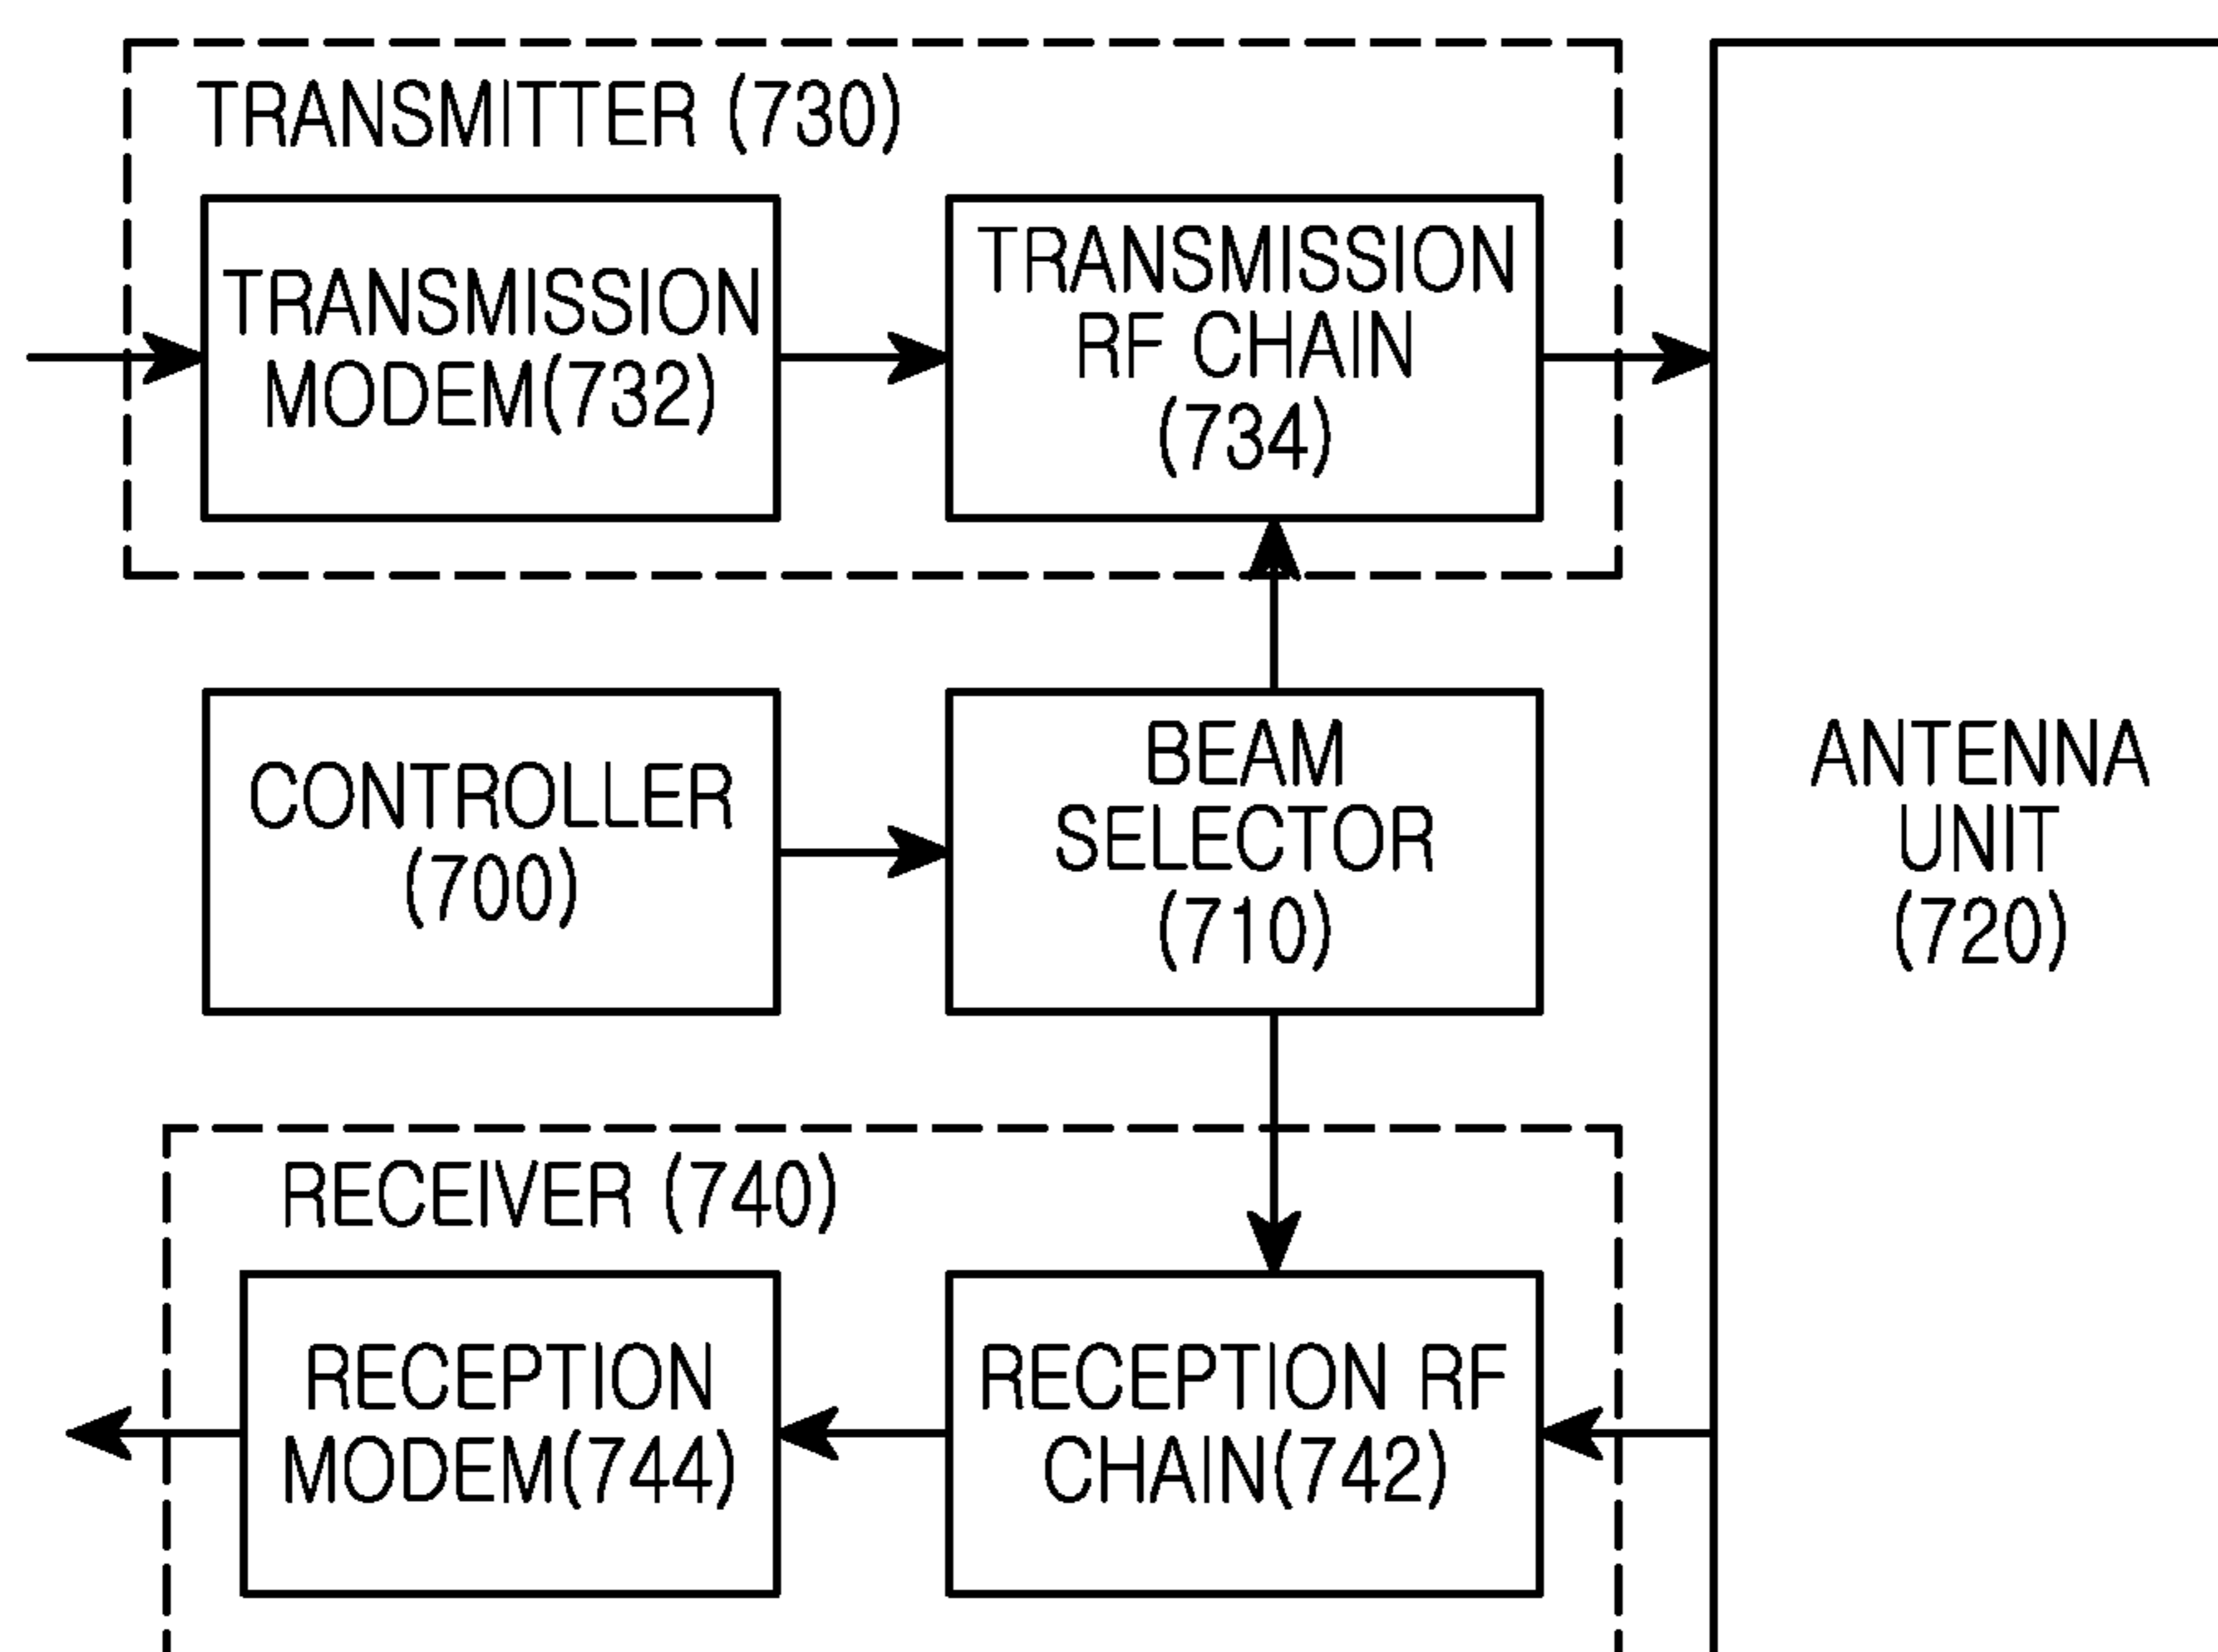 TRANSMITTER (730)
TRANSMISSION
MODEM(732)
TRANSMISSION
RF CHAIN
(734)
CONTROLLER
(700)
BEAM
SELECTOR
(710)
ANTENNA
UNIT
(720)
RECEIVER (740)
RECEPTION
MODEM(744)
RECEPTION RF
CHAIN(742)